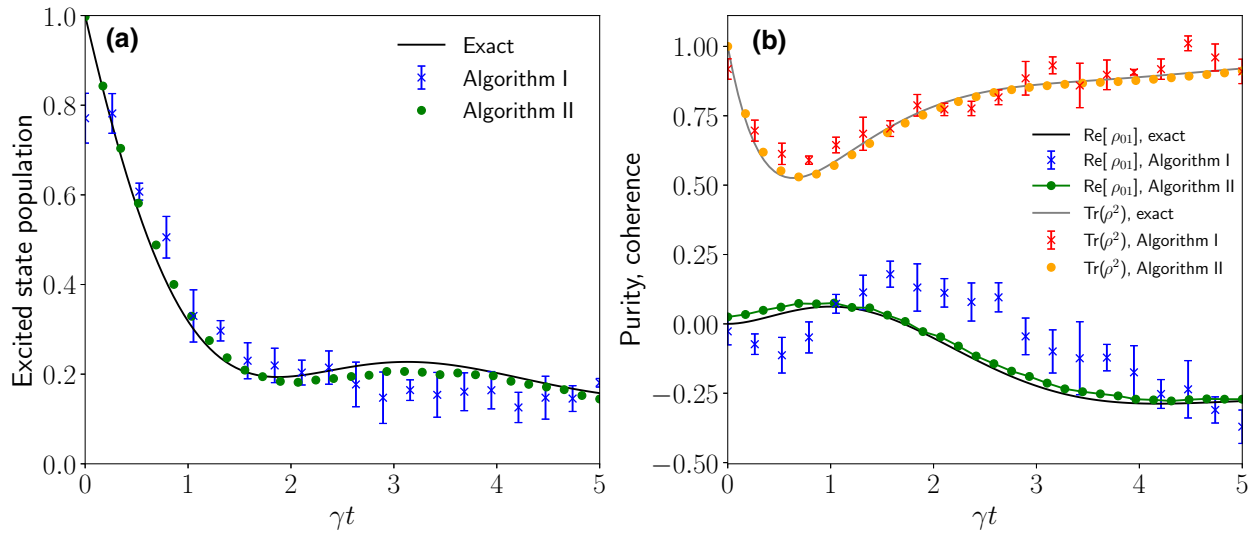 (a)
Exact
Algorithm I
Algorithm II
Excited state population
1.0
0.8
0.6
0.4
0.2
0.0
0
1
2
3
4
5
γt
(b)
Re[ρ₀₁], exact
Re[ρ₀₁], Algorithm I
Re[ρ₀₁], Algorithm II
Tr(ρ²), exact
Tr(ρ²), Algorithm I
Tr(ρ²), Algorithm II
Purity, coherence
1.00
0.75
0.50
0.25
0.00
−0.25
−0.50
0
1
2
3
4
5
γt